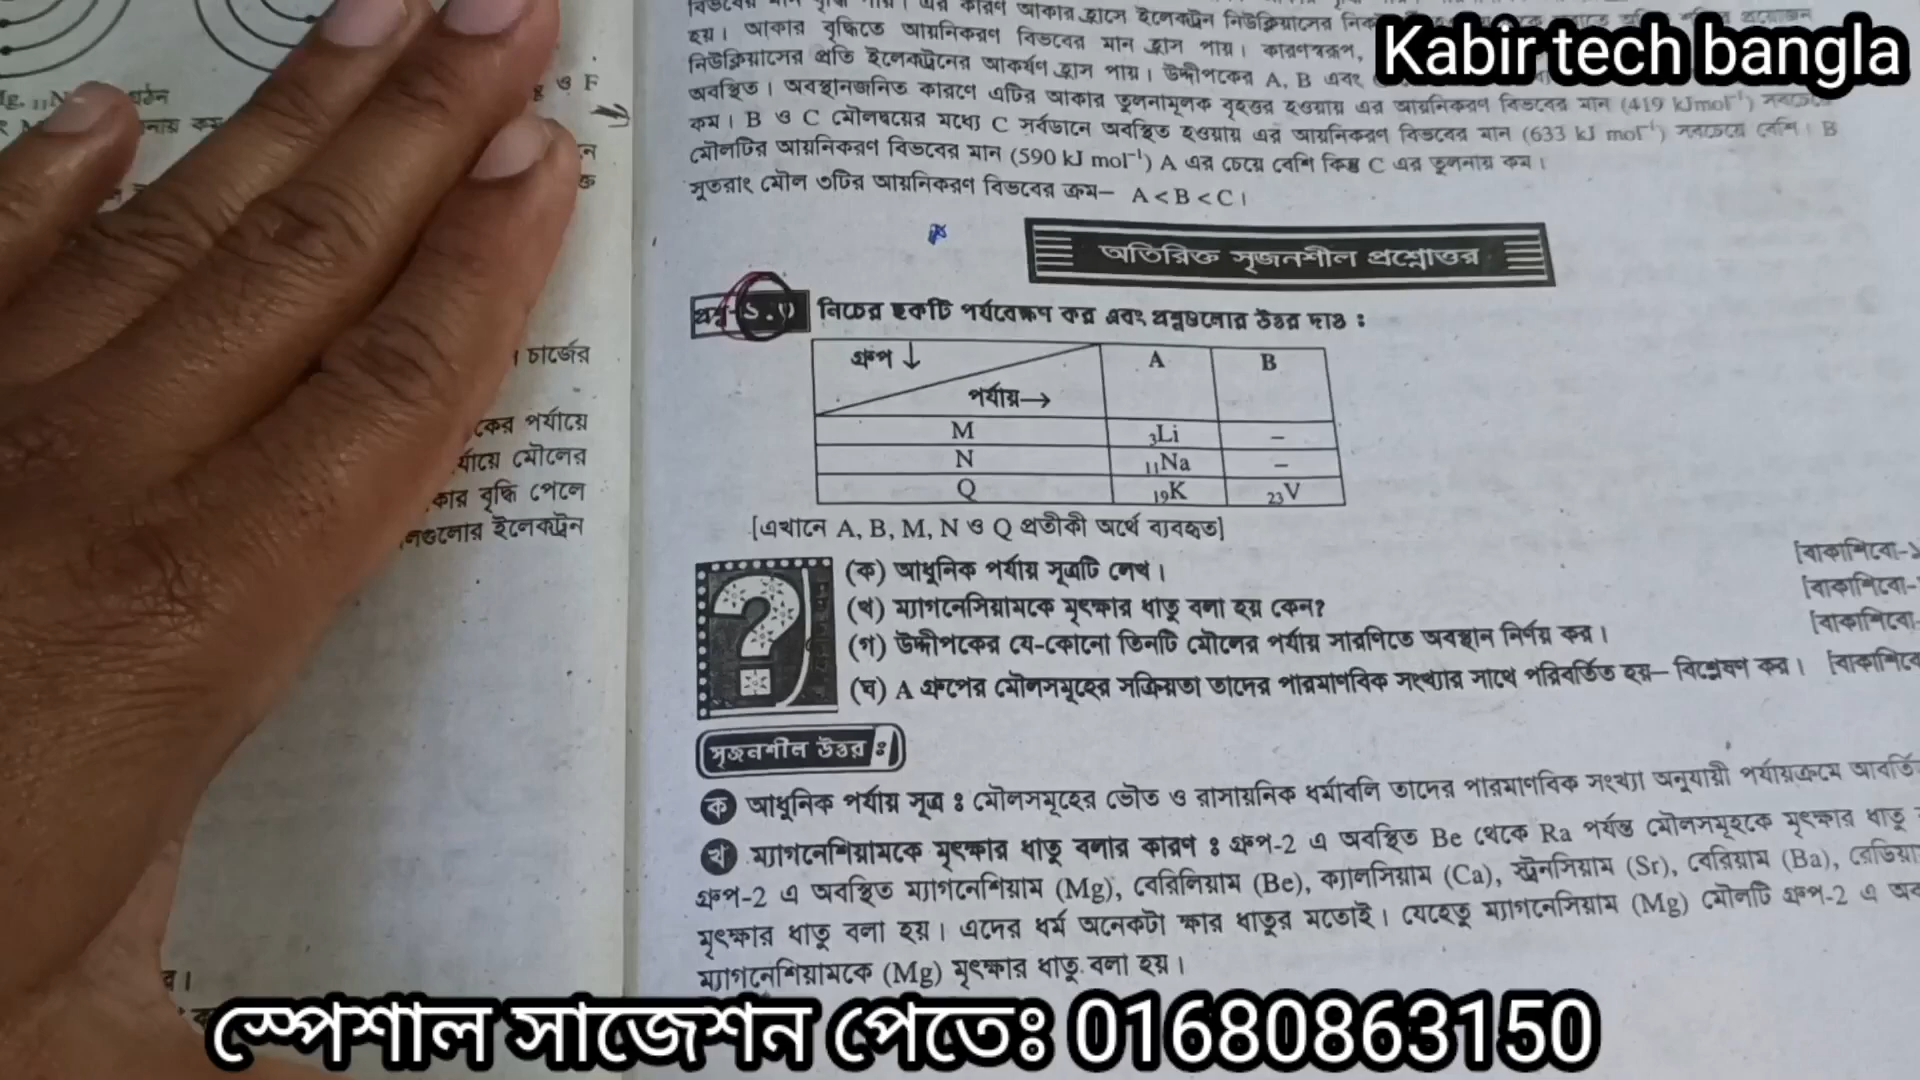 Kabir tech bangla
হয়। আকার বৃদ্ধিতে আয়নিকরণ বিভবের মান হ্রাস পায়। কারণস্বরূপ,
নিউক্লিয়াসের প্রতি ইলেকট্রনের আকর্ষণ হ্রাস পায়। উদ্দীপকের A, B এবং
অবস্থিত। অবস্থানজনিত কারণে এটির আকার তুলনামূলক বৃহত্তর হওয়ায় এর আয়নিকরণ বিভবের মান (419 kJmol⁻¹) সবচেয়ে
কম। B ও C মৌলদ্বয়ের মধ্যে C সর্বডানে অবস্থিত হওয়ায় এর আয়নিকরণ বিভবের মান (633 kJ mol⁻¹) সবচেয়ে বেশি। B
মৌলটির আয়নিকরণ বিভবের মান (590 kJ mol⁻¹) A এর চেয়ে বেশি কিন্তু C এর তুলনায় কম।
সুতরাং মৌল ৩টির আয়নিকরণ বিভবের ক্রম– A < B < C।
অতিরিক্ত সৃজনশীল প্রশ্নোত্তর
নিচের ছকটি পর্যবেক্ষণ কর এবং প্রশ্নগুলোর উত্তর দাও :
গ্রুপ ↓ A B
পর্যায় →
M ₃Li –
N ₁₁Na –
Q ₁₉K ₂₃V
[এখানে A, B, M, N ও Q প্রতীকী অর্থে ব্যবহৃত]
(ক) আধুনিক পর্যায় সূত্রটি লেখ। [বাকাশিবো-
(খ) ম্যাগনেসিয়ামকে মৃৎক্ষার ধাতু বলা হয় কেন? [বাকাশিবো-
(গ) উদ্দীপকের যে-কোনো তিনটি মৌলের পর্যায় সারণিতে অবস্থান নির্ণয় কর। [বাকাশিবো-
(ঘ) A গ্রুপের মৌলসমূহের সক্রিয়তা তাদের পারমাণবিক সংখ্যার সাথে পরিবর্তিত হয়– বিশ্লেষণ কর।
সৃজনশীল উত্তর :
ক আধুনিক পর্যায় সূত্র : মৌলসমূহের ভৌত ও রাসায়নিক ধর্মাবলি তাদের পারমাণবিক সংখ্যা অনুযায়ী পর্যায়ক্রমে আবর্তি
খ ম্যাগনেশিয়ামকে মৃৎক্ষার ধাতু বলার কারণ : গ্রুপ-2 এ অবস্থিত Be থেকে Ra পর্যন্ত মৌলসমূহকে মৃৎক্ষার ধাতু
গ্রুপ-2 এ অবস্থিত ম্যাগনেশিয়াম (Mg), বেরিলিয়াম (Be), ক্যালসিয়াম (Ca), স্ট্রনসিয়াম (Sr), বেরিয়াম (Ba), রেডিয়া
মৃৎক্ষার ধাতু বলা হয়। এদের ধর্ম অনেকটা ক্ষার ধাতুর মতোই। যেহেতু ম্যাগনেসিয়াম (Mg) মৌলটি গ্রুপ-2 এ অব
ম্যাগনেশিয়ামকে (Mg) মৃৎক্ষার ধাতু বলা হয়।
ও F
চার্জের
কের পর্যায়ে
র্যায়ে মৌলের
কার বৃদ্ধি পেলে
নগুলোর ইলেকট্রন
স্পেশাল সাজেশন পেতেঃ 01680863150